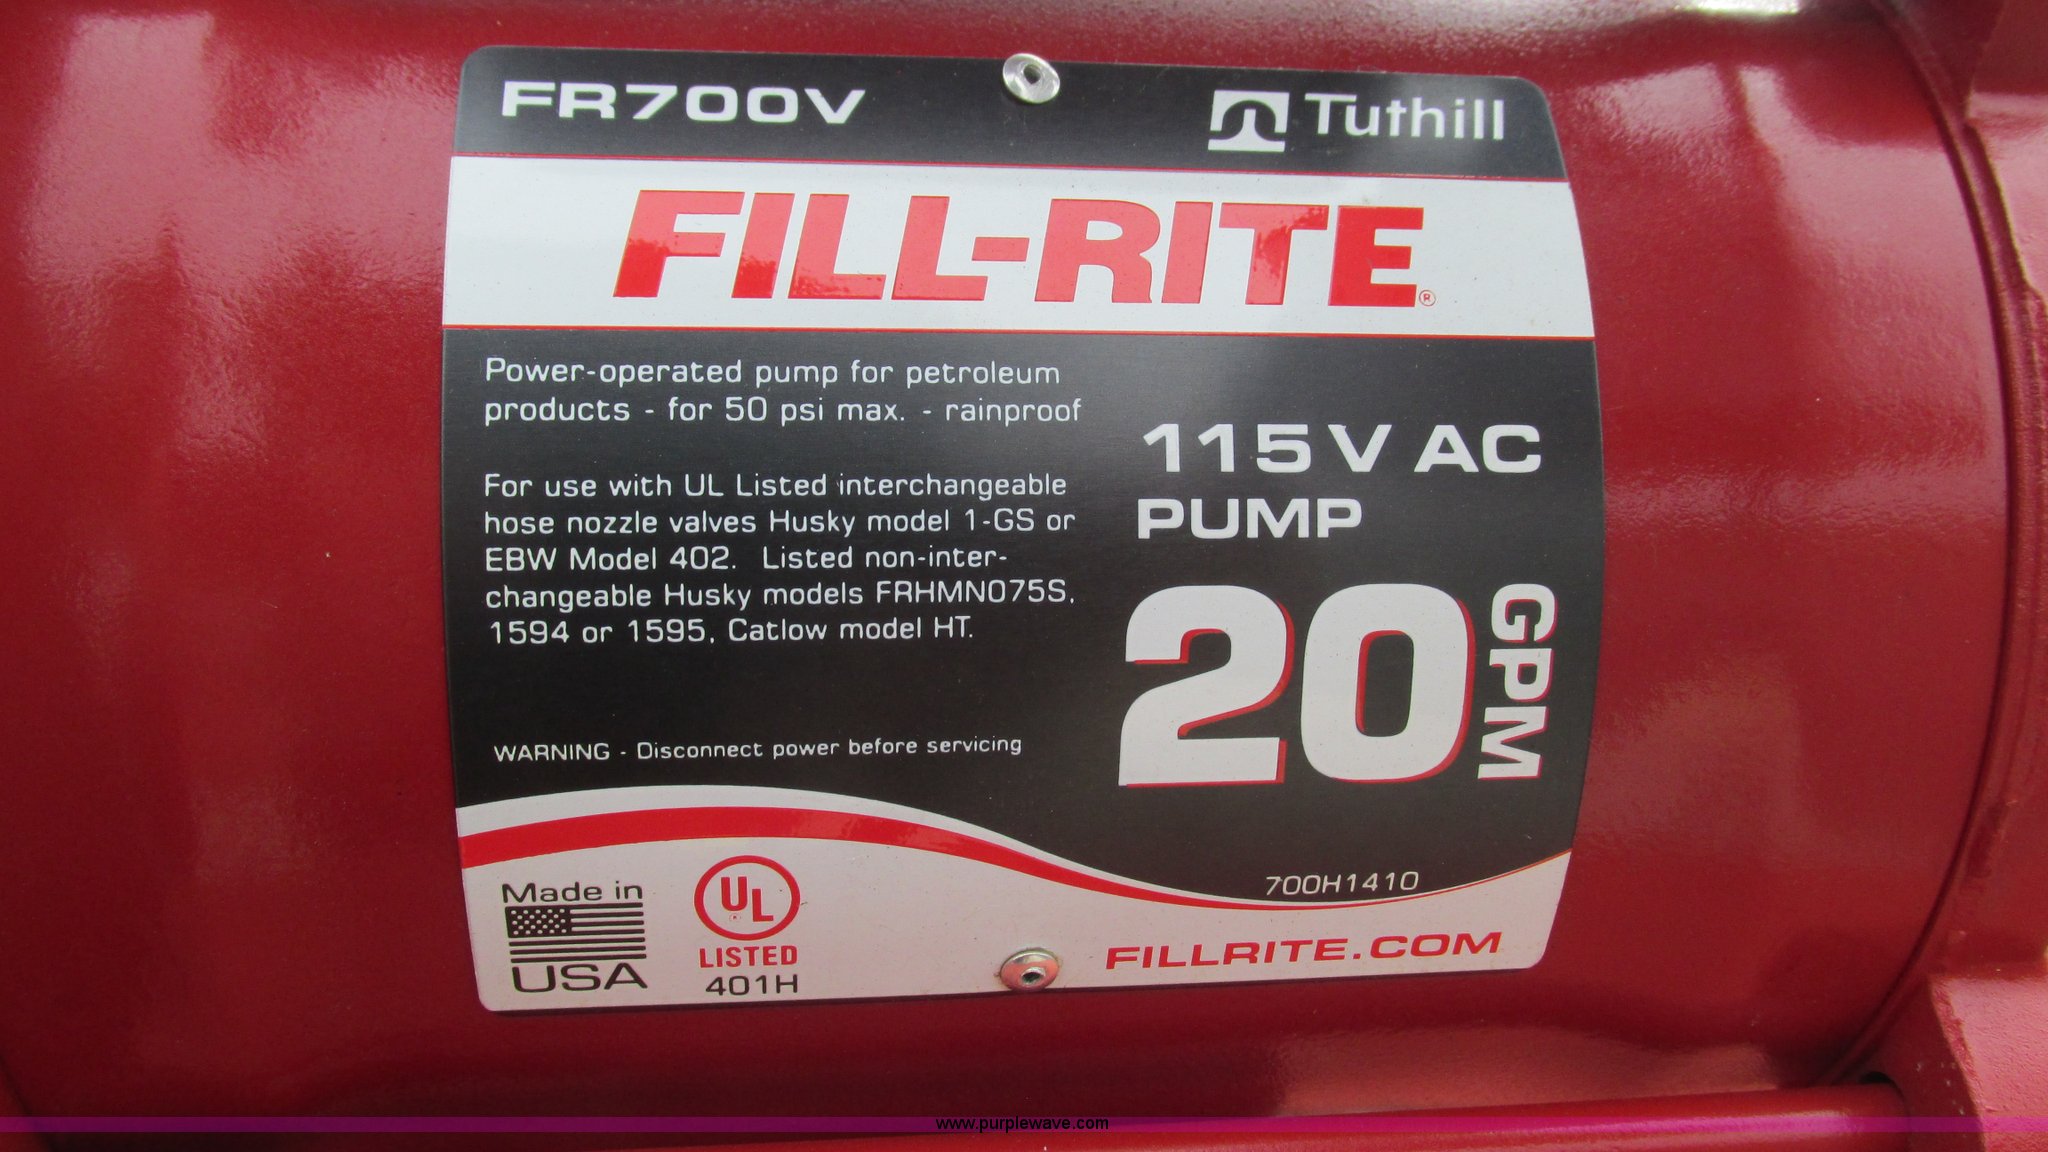 FR700V
Tuthill
FILL-RITE®
Power-operated pump for petroleum
products - for 50 psi max. - rainproof
For use with UL Listed interchangeable
hose nozzle valves Husky model 1-GS or
EBW Model 402. Listed non-inter-
changeable Husky models FRHMN075S,
1594 or 1595, Catlow model HT.
WARNING - Disconnect power before servicing
115 V AC
PUMP
20 GPM
700H1410
Made in
USA
UL®
LISTED
401H
FILLRITE.COM
www.purplewave.com